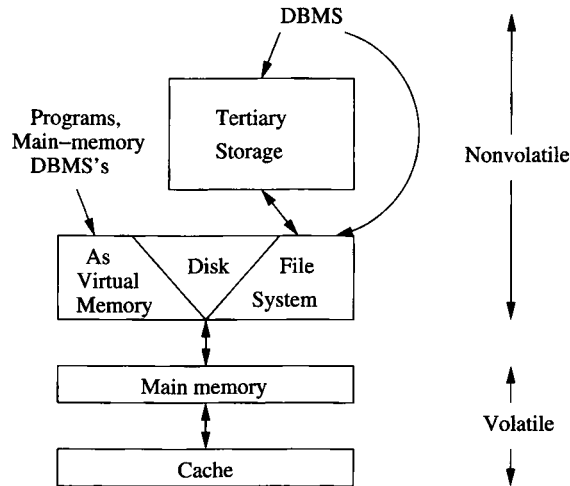 DBMS
Programs,
Main-memory
DBMS's
Tertiary
Storage
Nonvolatile
As
Virtual
Memory
Disk
File
System
Main memory
Volatile
Cache